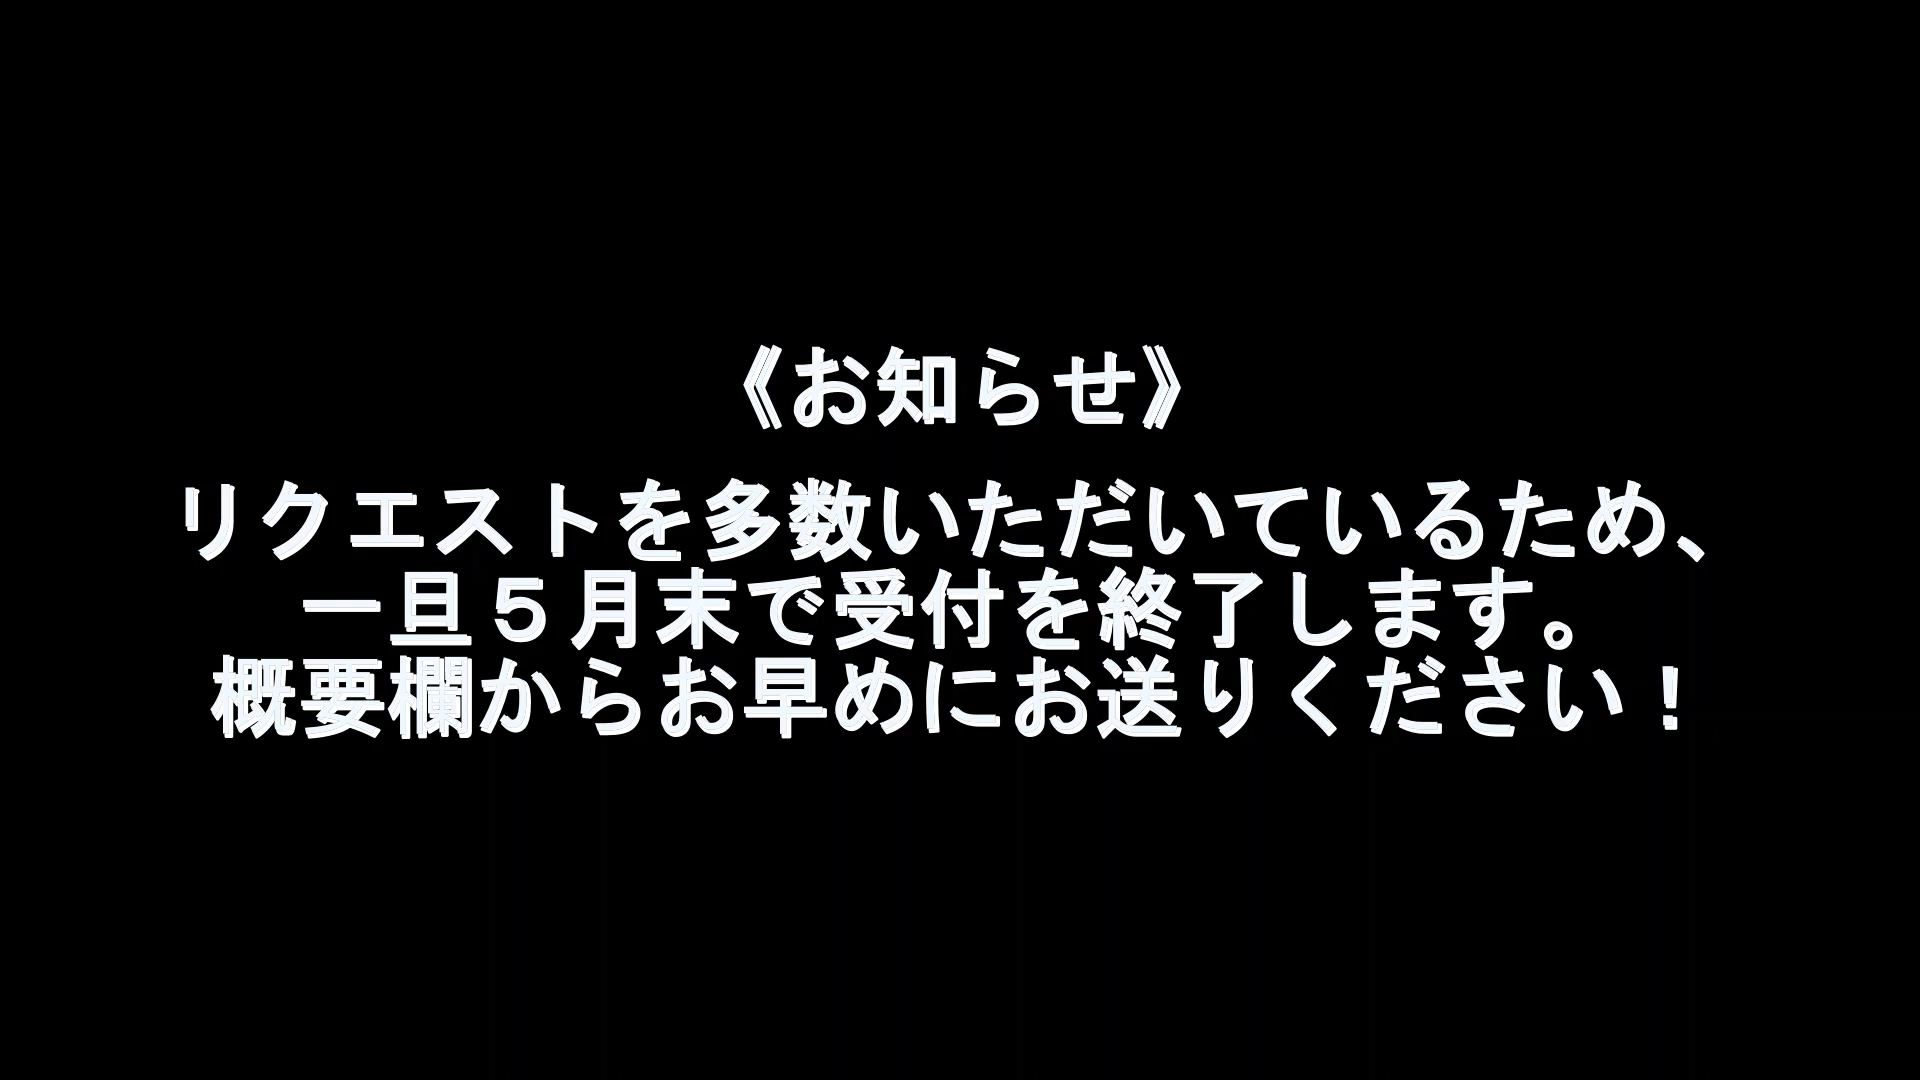 《お知らせ》
リクエストを多数いただいているため、
一旦５月末で受付を終了します。
概要欄からお早めにお送りください！